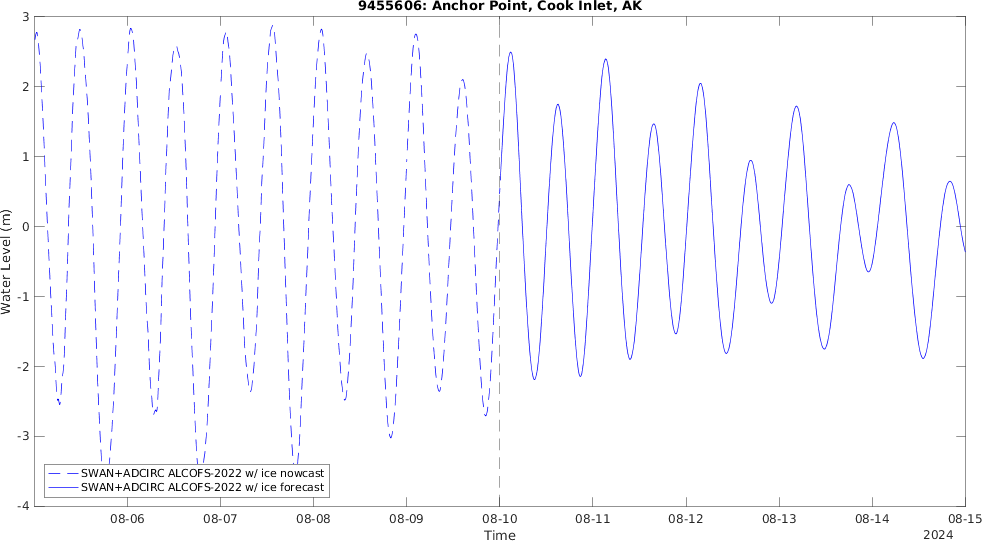 9455606: Anchor Point, Cook Inlet, AK
3
2
1
0
-1
-2
-3
-4
Water Level (m)
SWAN+ADCIRC ALCOFS-2022 w/ ice nowcast
SWAN+ADCIRC ALCOFS-2022 w/ ice forecast
08-06 08-07 08-08 08-09 08-10 08-11 08-12 08-13 08-14 08-15
Time
2024